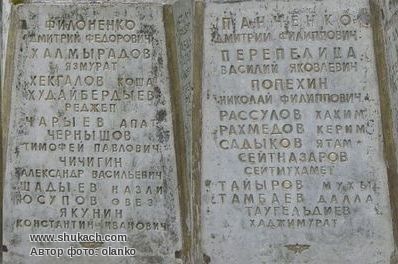 ФИЛОНЕНКО
ДМИТРИЙ ФЕДОРОВИЧ
ХАЛМЫРАДОВ
ЯЗМУРАТ
ХЕКГАЛОВ КОША
ХУДАЙБЕРДЫЕВ
РЕДЖЕП
ЧАРЫЕВ АПАТ
ЧЕРНЫШОВ
ТИМОФЕЙ ПАВЛОВИЧ
ЧИЧИГИН
АЛЕКСАНДР ВАСИЛЬЕВИЧ
ШАДЫЕВ НАЗЛИ
ЮСУПОВ ОВЕЗ
ЯКУНИН
КОНСТАНТИН ИВАНОВИЧ
ПАНЧЕНКО
ДМИТРИЙ ФИЛИППОВИЧ
ПЕРЕПЕЛИЦА
ВАСИЛИЙ ЯКОВЛЕВИЧ
ПОПЕХИН
НИКОЛАЙ ФИЛИППОВИЧ
РАССУЛОВ ХАКИМ
РАХМЕДОВ КЕРИМ
САДЫКОВ ЯТАМ
СЕЙТНАЗАРОВ
СЕИТМУХАМЕТ
ТАЙЫРОВ МУХЫ
ТАМБАЕВ ДАЛЛА
ТАУГЕЛЬДИЕВ
ХАДЖИМУРАТ
www.shukach.com
Автор фото: olanko